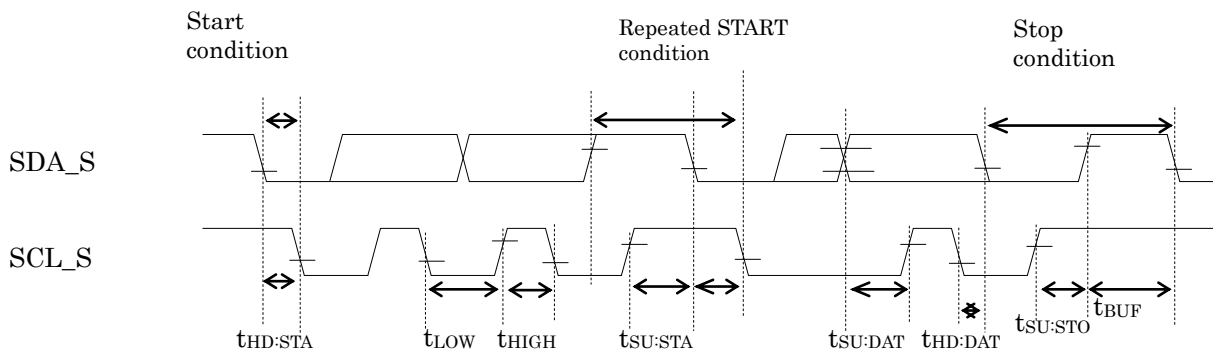 Start
condition
Repeated START
condition
Stop
condition
SDA_S
SCL_S
tHD:STA
tLOW
tHIGH
tSU:STA
tSU:DAT
tHD:DAT
tSU:STO
tBUF